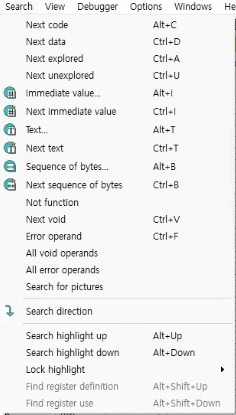 Search View Debugger Options Windows He
Next code Alt+C
Next data Ctrl+D
Next explored Ctrl+A
Next unexplored Ctrl+U
Immediate value... Alt+I
Next immediate value Ctrl+I
Text... Alt+T
Next text Ctrl+T
Sequence of bytes... Alt+B
Next sequence of bytes Ctrl+B
Not function
Next void Ctrl+V
Error operand Ctrl+F
All void operands
All error operands
Search for pictures
Search direction
Search highlight up Alt+Up
Search highlight down Alt+Down
Lock highlight
Find register definition Alt+Shift+Up
Find register use Alt+Shift+Down